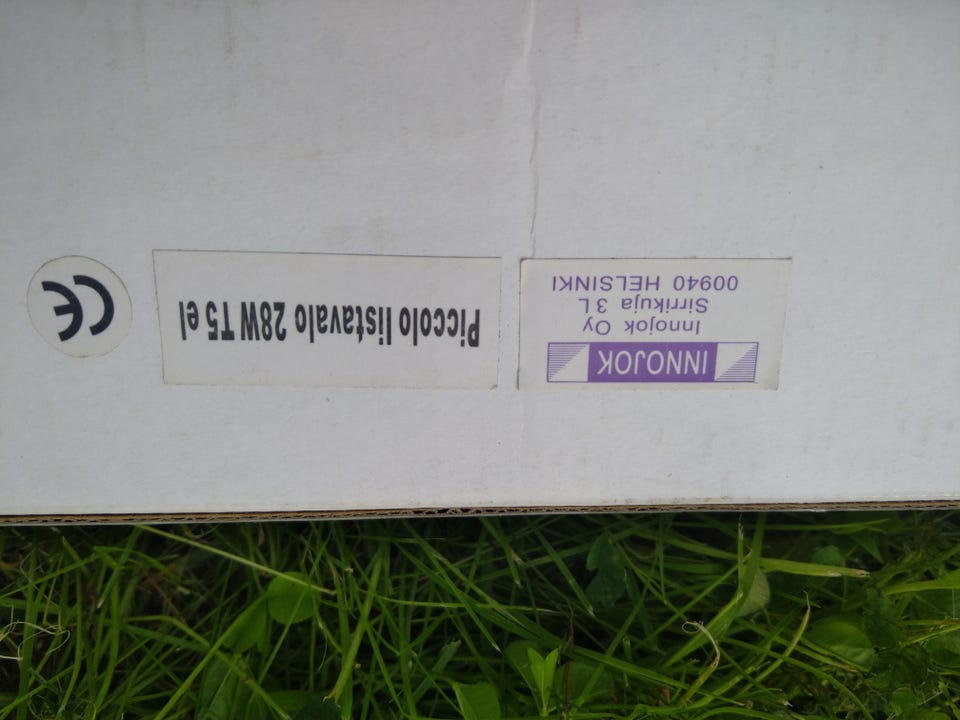 INNOJOK
Innojok Oy
Sirrikuja 3 L
00940 HELSINKI
Piccolo listavalo 28W T5 el
CE